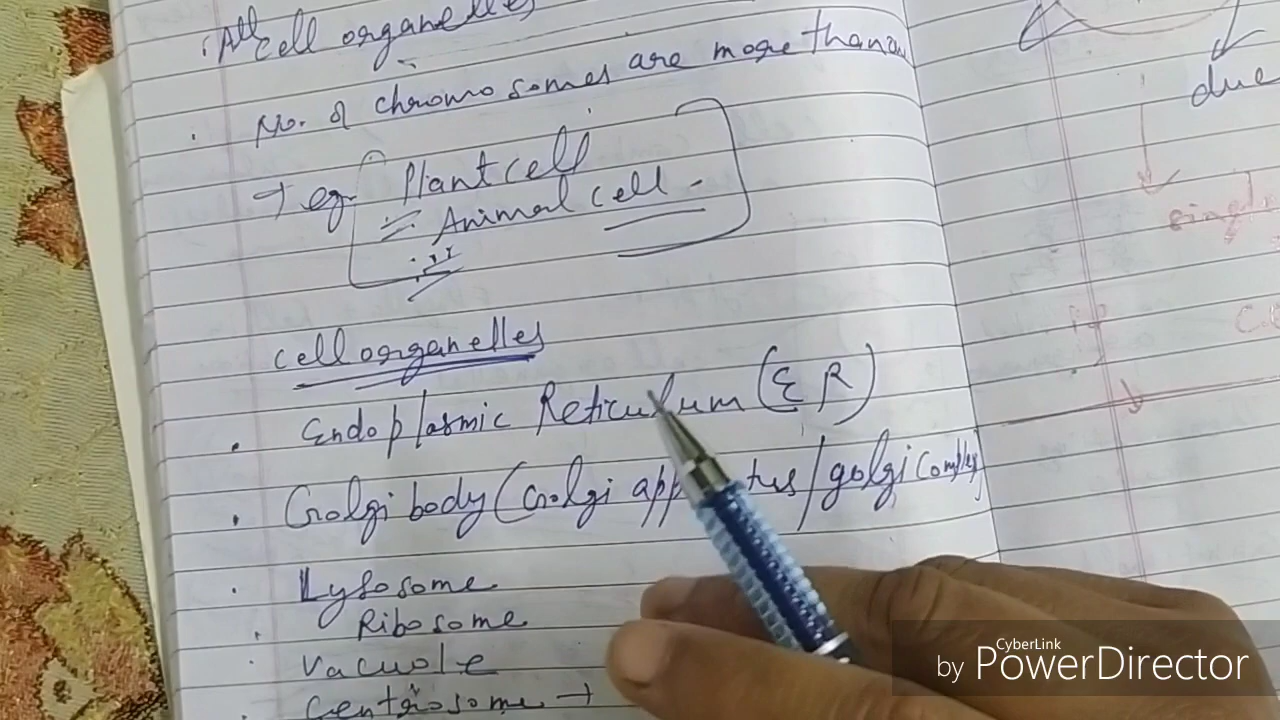 All cell organelles
No. of chromosomes are more than
→ eg. Plant cell
Animal cell
due
cell organelles
Endoplasmic Reticulum (ER)
Golgi body (Golgi app tus / golgi complex)
Lysosome
Ribosome
Vacuole
Centrosome →
CyberLink
by PowerDirector